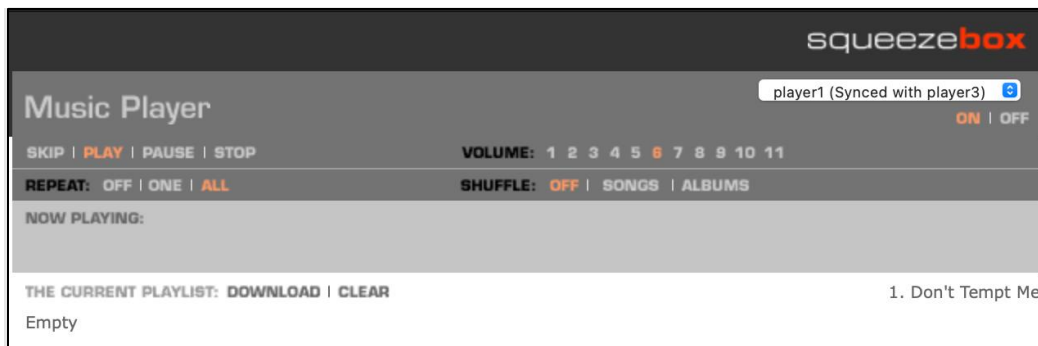 squeezebox
Music Player
player1 (Synced with player3)
ON | OFF
SKIP | PLAY | PAUSE | STOP
VOLUME: 1 2 3 4 5 6 7 8 9 10 11
REPEAT: OFF | ONE | ALL
SHUFFLE: OFF | SONGS | ALBUMS
NOW PLAYING:
THE CURRENT PLAYLIST: DOWNLOAD | CLEAR
1. Don't Tempt Me
Empty